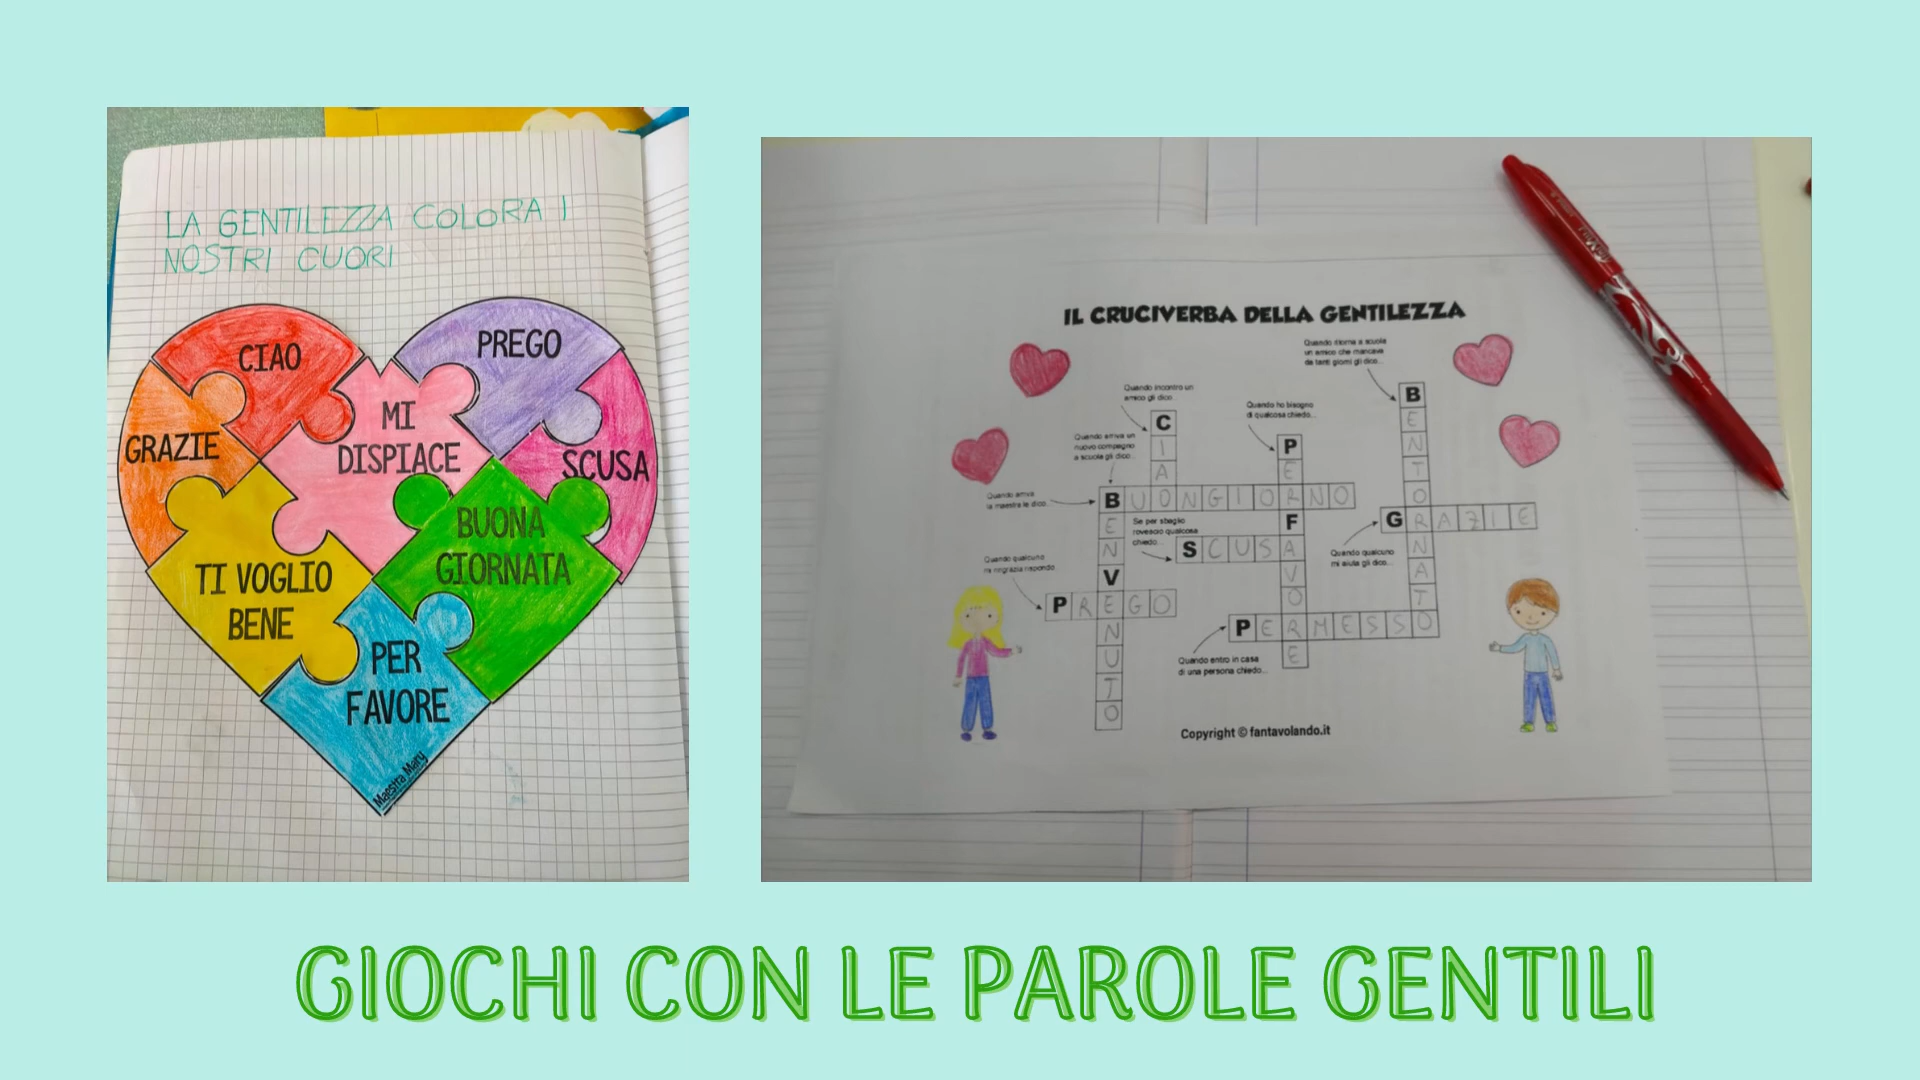 LA GENTILEZZA COLORA I
NOSTRI CUORI
CIAO
PREGO
GRAZIE
MI
DISPIACE
SCUSA
TI VOGLIO
BENE
BUONA
GIORNATA
PER
FAVORE
Maestra Mary
IL CRUCIVERBA DELLA GENTILEZZA
Quando ritorna a scuola
un amico che mancava
da tanti giorni gli dico...
Quando incontro un
amico gli dico...
Quando ho bisogno
di qualcosa chiedo...
Quando arriva un
nuovo compagno
a scuola gli dico...
Quando arriva
la maestra le dico...
Se per sbaglio
rovescio qualcosa
chiedo...
Quando qualcuno
mi ringrazia rispondo
Quando qualcuno
mi aiuta gli dico...
Quando entro in casa
di una persona chiedo...
CIAO
PER FAVORE
BENTORNATO
BUONGIORNO
BENVENUTO
GRAZIE
SCUSA
PREGO
PERMESSO
Copyright © fantavolando.it
GIOCHI CON LE PAROLE GENTILI